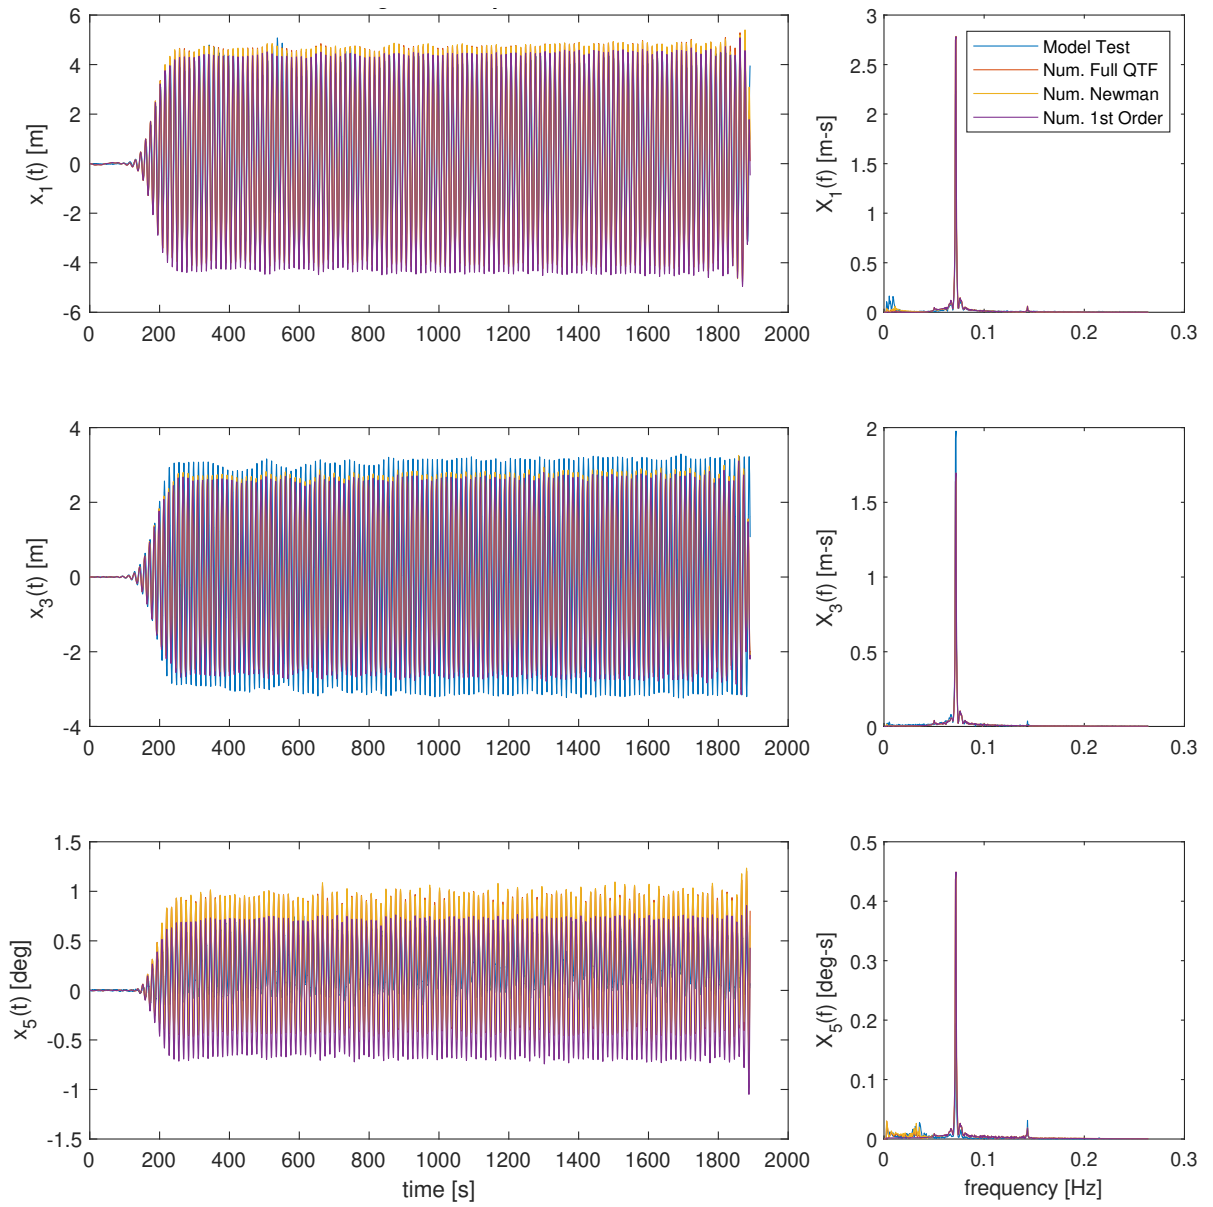 6
4
2
0
-2
-4
-6
x1(t) [m]
0 200 400 600 800 1000 1200 1400 1600 1800 2000
3
2.5
2
1.5
1
0.5
0
X1(f) [m-s]
0 0.1 0.2 0.3
Model Test
Num. Full QTF
Num. Newman
Num. 1st Order
4
2
0
-2
-4
x3(t) [m]
0 200 400 600 800 1000 1200 1400 1600 1800 2000
2
1.5
1
0.5
0
X3(f) [m-s]
0 0.1 0.2 0.3
1.5
1
0.5
0
-0.5
-1
-1.5
x5(t) [deg]
0 200 400 600 800 1000 1200 1400 1600 1800 2000
time [s]
0.5
0.4
0.3
0.2
0.1
0
X5(f) [deg-s]
0 0.1 0.2 0.3
frequency [Hz]